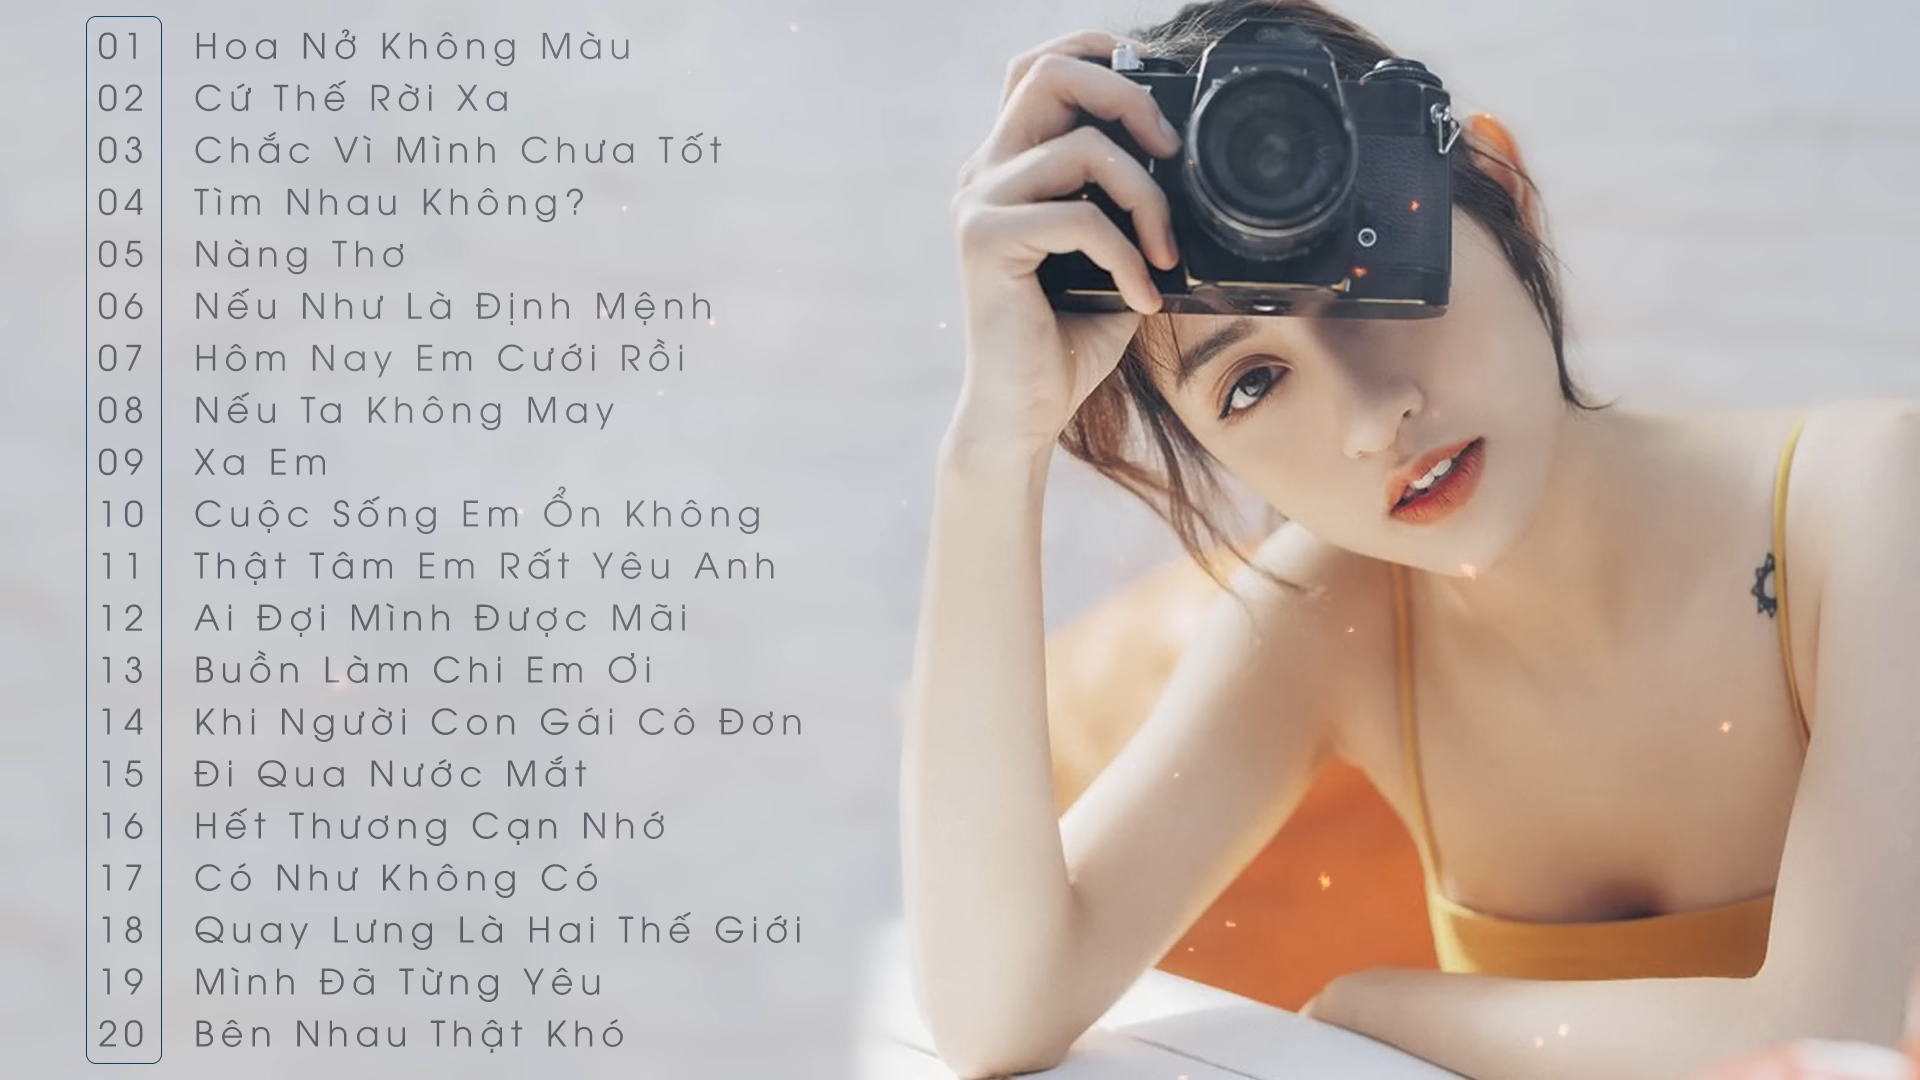 01 Hoa Nở Không Màu
02 Cứ Thế Rời Xa
03 Chắc Vì Mình Chưa Tốt
04 Tìm Nhau Không?
05 Nàng Thơ
06 Nếu Như Là Định Mệnh
07 Hôm Nay Em Cưới Rồi
08 Nếu Ta Không May
09 Xa Em
10 Cuộc Sống Em Ổn Không
11 Thật Tâm Em Rất Yêu Anh
12 Ai Đợi Mình Được Mãi
13 Buồn Làm Chi Em Ơi
14 Khi Người Con Gái Cô Đơn
15 Đi Qua Nước Mắt
16 Hết Thương Cạn Nhớ
17 Có Như Không Có
18 Quay Lưng Là Hai Thế Giới
19 Mình Đã Từng Yêu
20 Bên Nhau Thật Khó